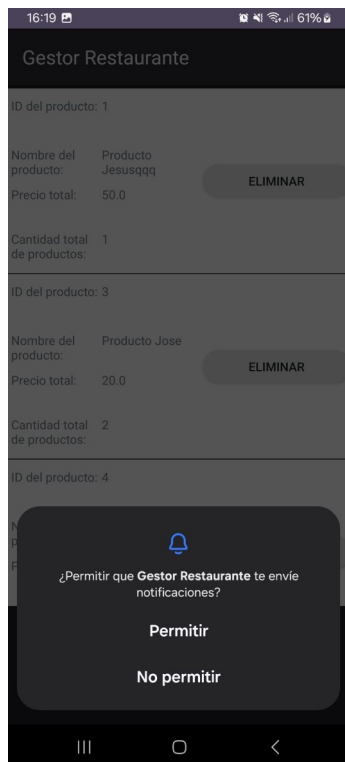 16:19 61%
Gestor Restaurante
ID del producto: 1
Nombre del producto: Producto Jesusqqq
ELIMINAR
Precio total: 50.0
Cantidad total de productos: 1
ID del producto: 3
Nombre del producto: Producto Jose
ELIMINAR
Precio total: 20.0
Cantidad total de productos: 2
ID del producto: 4
¿Permitir que Gestor Restaurante te envíe
notificaciones?
Permitir
No permitir